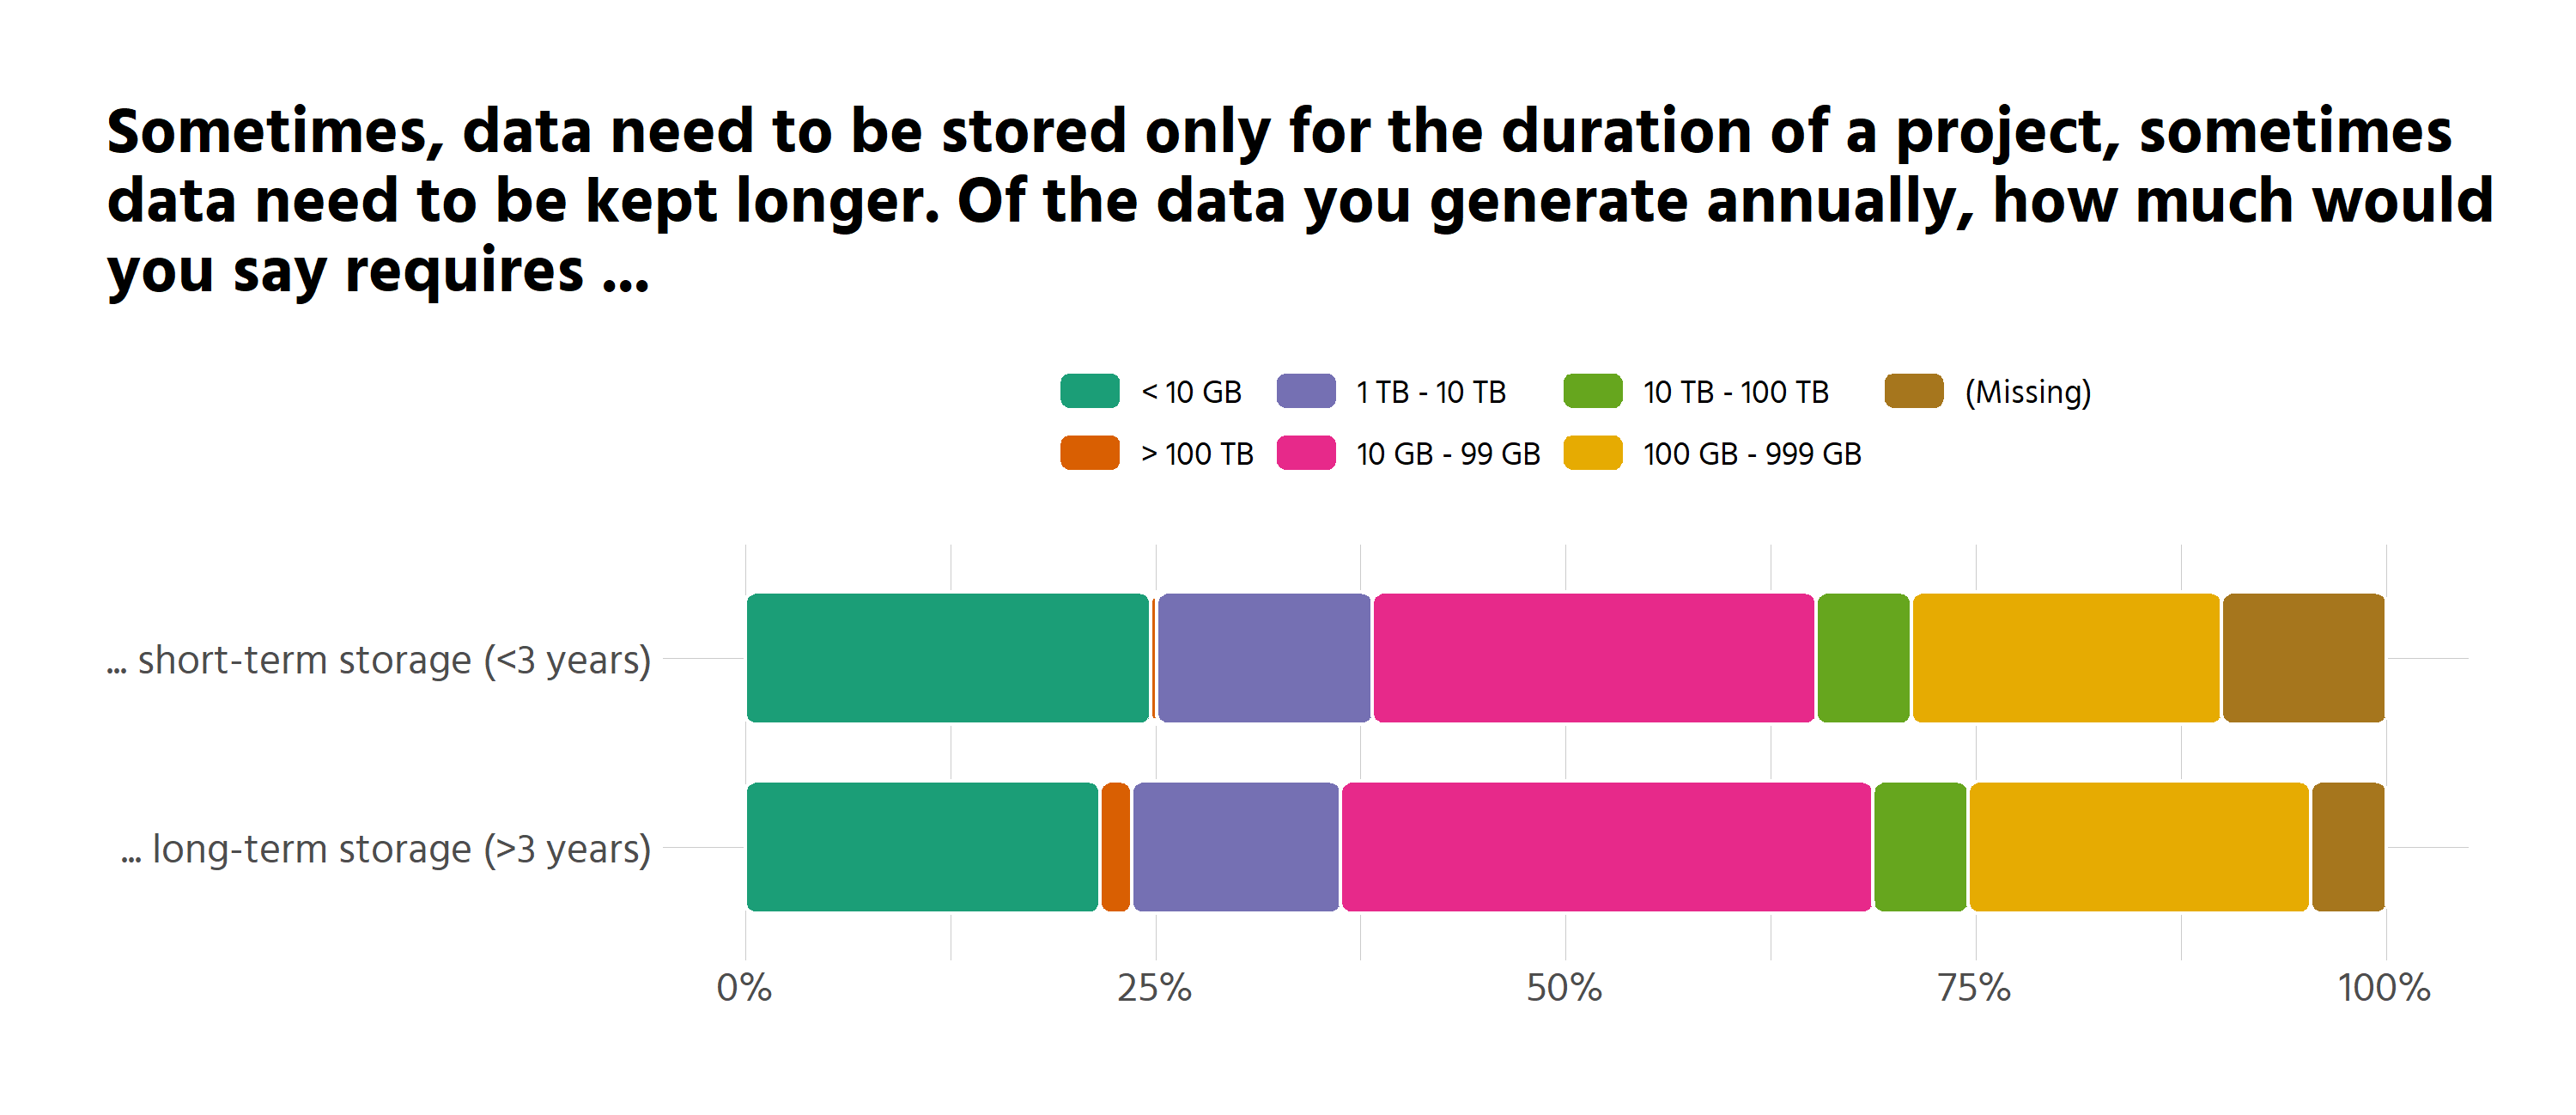 Sometimes, data need to be stored only for the duration of a project, sometimes
data need to be kept longer. Of the data you generate annually, how much would
you say requires ...
< 10 GB 1 TB - 10 TB 10 TB - 100 TB (Missing)
> 100 TB 10 GB - 99 GB 100 GB - 999 GB
... short-term storage (<3 years)
... long-term storage (>3 years)
0% 25% 50% 75% 100%